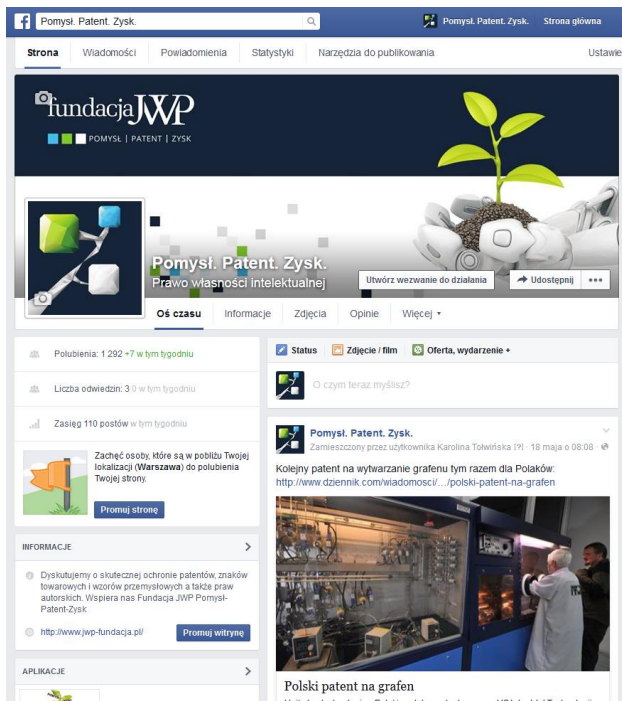 Pomysł. Patent. Zysk.
Pomysł. Patent. Zysk. Strona główna
Strona Wiadomości Powiadomienia Statystyki Narzędzia do publikowania Ustawie
fundacjaJWP
POMYSŁ | PATENT | ZYSK
Pomysł. Patent. Zysk.
Prawo własności intelektualnej
Utwórz wezwanie do działania Udostępnij
Oś czasu Informacje Zdjęcia Opinie Więcej
Polubienia: 1 292 +7 w tym tygodniu
Liczba odwiedzin: 3 0 w tym tygodniu
Zasięg 110 postów w tym tygodniu
Zachęć osoby, które są w pobliżu Twojej
lokalizacji (Warszawa) do polubienia
Twojej strony.
Promuj stronę
INFORMACJE
Dyskutujemy o skutecznej ochronie patentów, znaków
towarowych i wzorów przemysłowych a także praw
autorskich. Wspiera nas Fundacja JWP Pomysł-
Patent-Zysk
http://www.jwp-fundacja.pl/ Promuj witrynę
APLIKACJE
Status Zdjęcie / film Oferta, wydarzenie +
O czym teraz myślisz?
Pomysł. Patent. Zysk.
Zamieszczony przez użytkownika Karolina Tołwińska [?] · 18 maja o 08:08 ·
Kolejny patent na wytwarzanie grafenu tym razem dla Polaków:
http://www.dziennik.com/wiadomosci/…/polski-patent-na-grafen
Polski patent na grafen